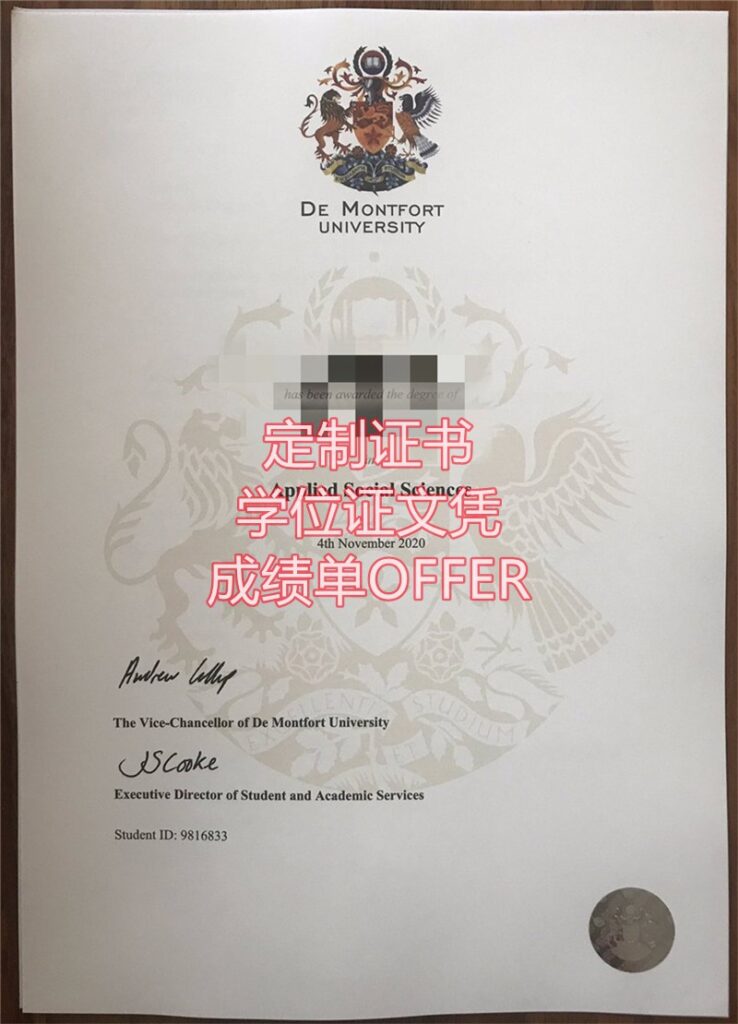 DE MONTFORT
UNIVERSITY
has been awarded the degree of
定制证书
in
Applied Social Sciences
学位证文凭
4th November 2020
成绩单OFFER
The Vice-Chancellor of De Montfort University
JSCooke
Executive Director of Student and Academic Services
Student ID: 9816833